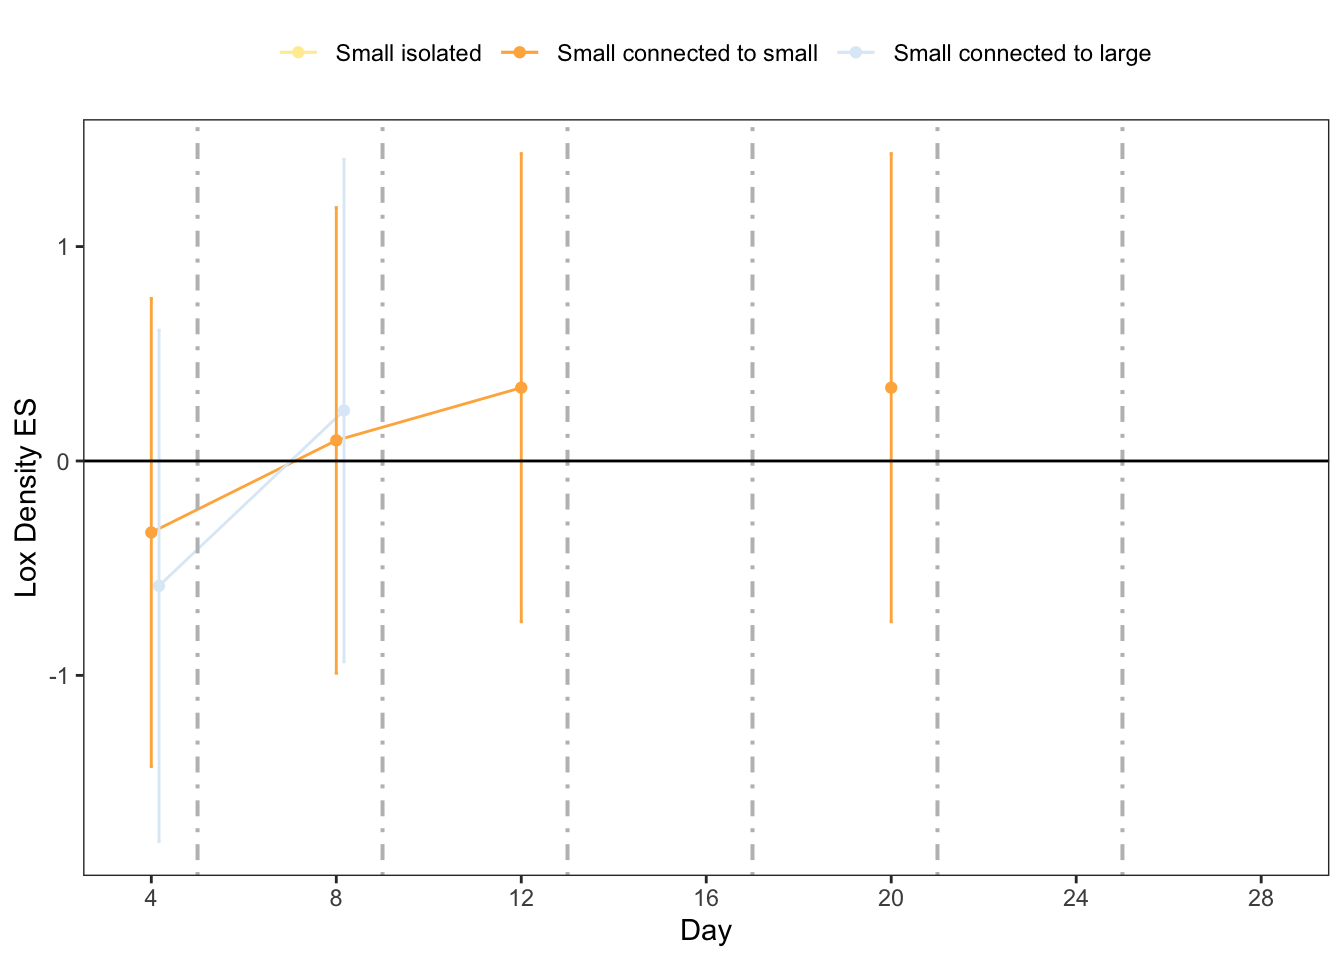 Small isolated Small connected to small Small connected to large
Lox Density ES
1
0
-1
4 8 12 16 20 24 28
Day